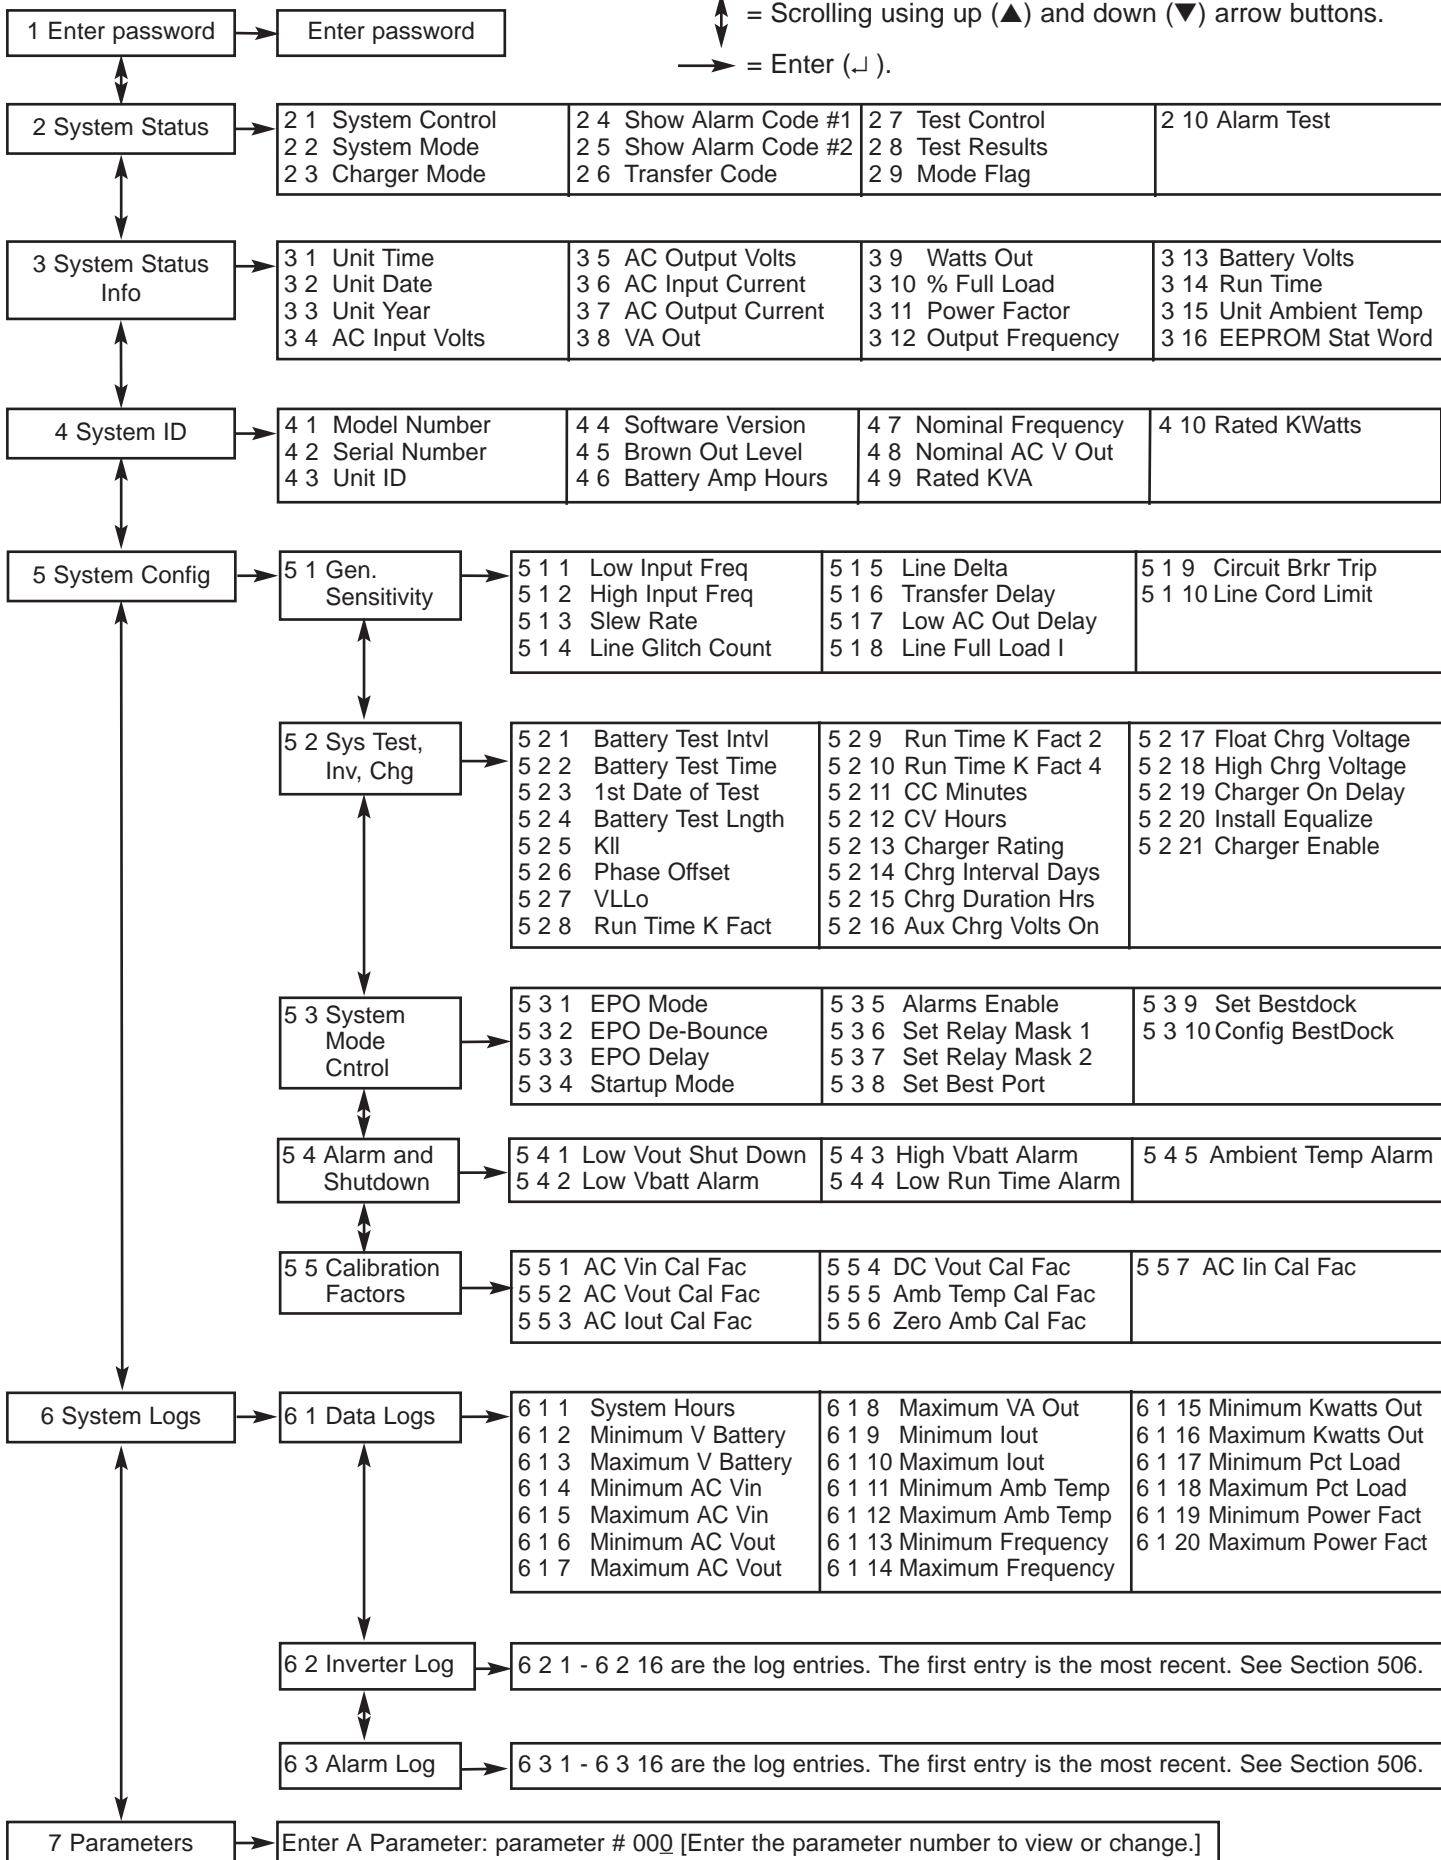 = Scrolling using up (▲) and down (▼) arrow buttons.
= Enter (↵ ).
1 Enter password
Enter password
2 System Status
2 1 System Control
2 2 System Mode
2 3 Charger Mode
2 4 Show Alarm Code #1
2 5 Show Alarm Code #2
2 6 Transfer Code
2 7 Test Control
2 8 Test Results
2 9 Mode Flag
2 10 Alarm Test
3 System Status
Info
3 1 Unit Time
3 2 Unit Date
3 3 Unit Year
3 4 AC Input Volts
3 5 AC Output Volts
3 6 AC Input Current
3 7 AC Output Current
3 8 VA Out
3 9 Watts Out
3 10 % Full Load
3 11 Power Factor
3 12 Output Frequency
3 13 Battery Volts
3 14 Run Time
3 15 Unit Ambient Temp
3 16 EEPROM Stat Word
4 System ID
4 1 Model Number
4 2 Serial Number
4 3 Unit ID
4 4 Software Version
4 5 Brown Out Level
4 6 Battery Amp Hours
4 7 Nominal Frequency
4 8 Nominal AC V Out
4 9 Rated KVA
4 10 Rated KWatts
5 System Config
5 1 Gen.
Sensitivity
5 1 1 Low Input Freq
5 1 2 High Input Freq
5 1 3 Slew Rate
5 1 4 Line Glitch Count
5 1 5 Line Delta
5 1 6 Transfer Delay
5 1 7 Low AC Out Delay
5 1 8 Line Full Load I
5 1 9 Circuit Brkr Trip
5 1 10 Line Cord Limit
5 2 Sys Test,
Inv, Chg
5 2 1 Battery Test Intvl
5 2 2 Battery Test Time
5 2 3 1st Date of Test
5 2 4 Battery Test Lngth
5 2 5 Kll
5 2 6 Phase Offset
5 2 7 VLLo
5 2 8 Run Time K Fact
5 2 9 Run Time K Fact 2
5 2 10 Run Time K Fact 4
5 2 11 CC Minutes
5 2 12 CV Hours
5 2 13 Charger Rating
5 2 14 Chrg Interval Days
5 2 15 Chrg Duration Hrs
5 2 16 Aux Chrg Volts On
5 2 17 Float Chrg Voltage
5 2 18 High Chrg Voltage
5 2 19 Charger On Delay
5 2 20 Install Equalize
5 2 21 Charger Enable
5 3 System
Mode
Cntrol
5 3 1 EPO Mode
5 3 2 EPO De-Bounce
5 3 3 EPO Delay
5 3 4 Startup Mode
5 3 5 Alarms Enable
5 3 6 Set Relay Mask 1
5 3 7 Set Relay Mask 2
5 3 8 Set Best Port
5 3 9 Set Bestdock
5 3 10 Config BestDock
5 4 Alarm and
Shutdown
5 4 1 Low Vout Shut Down
5 4 2 Low Vbatt Alarm
5 4 3 High Vbatt Alarm
5 4 4 Low Run Time Alarm
5 4 5 Ambient Temp Alarm
5 5 Calibration
Factors
5 5 1 AC Vin Cal Fac
5 5 2 AC Vout Cal Fac
5 5 3 AC Iout Cal Fac
5 5 4 DC Vout Cal Fac
5 5 5 Amb Temp Cal Fac
5 5 6 Zero Amb Cal Fac
5 5 7 AC Iin Cal Fac
6 System Logs
6 1 Data Logs
6 1 1 System Hours
6 1 2 Minimum V Battery
6 1 3 Maximum V Battery
6 1 4 Minimum AC Vin
6 1 5 Maximum AC Vin
6 1 6 Minimum AC Vout
6 1 7 Maximum AC Vout
6 1 8 Maximum VA Out
6 1 9 Minimum Iout
6 1 10 Maximum Iout
6 1 11 Minimum Amb Temp
6 1 12 Maximum Amb Temp
6 1 13 Minimum Frequency
6 1 14 Maximum Frequency
6 1 15 Minimum Kwatts Out
6 1 16 Maximum Kwatts Out
6 1 17 Minimum Pct Load
6 1 18 Maximum Pct Load
6 1 19 Minimum Power Fact
6 1 20 Maximum Power Fact
6 2 Inverter Log
6 2 1 - 6 2 16 are the log entries. The first entry is the most recent. See Section 506.
6 3 Alarm Log
6 3 1 - 6 3 16 are the log entries. The first entry is the most recent. See Section 506.
7 Parameters
Enter A Parameter: parameter # 000 [Enter the parameter number to view or change.]